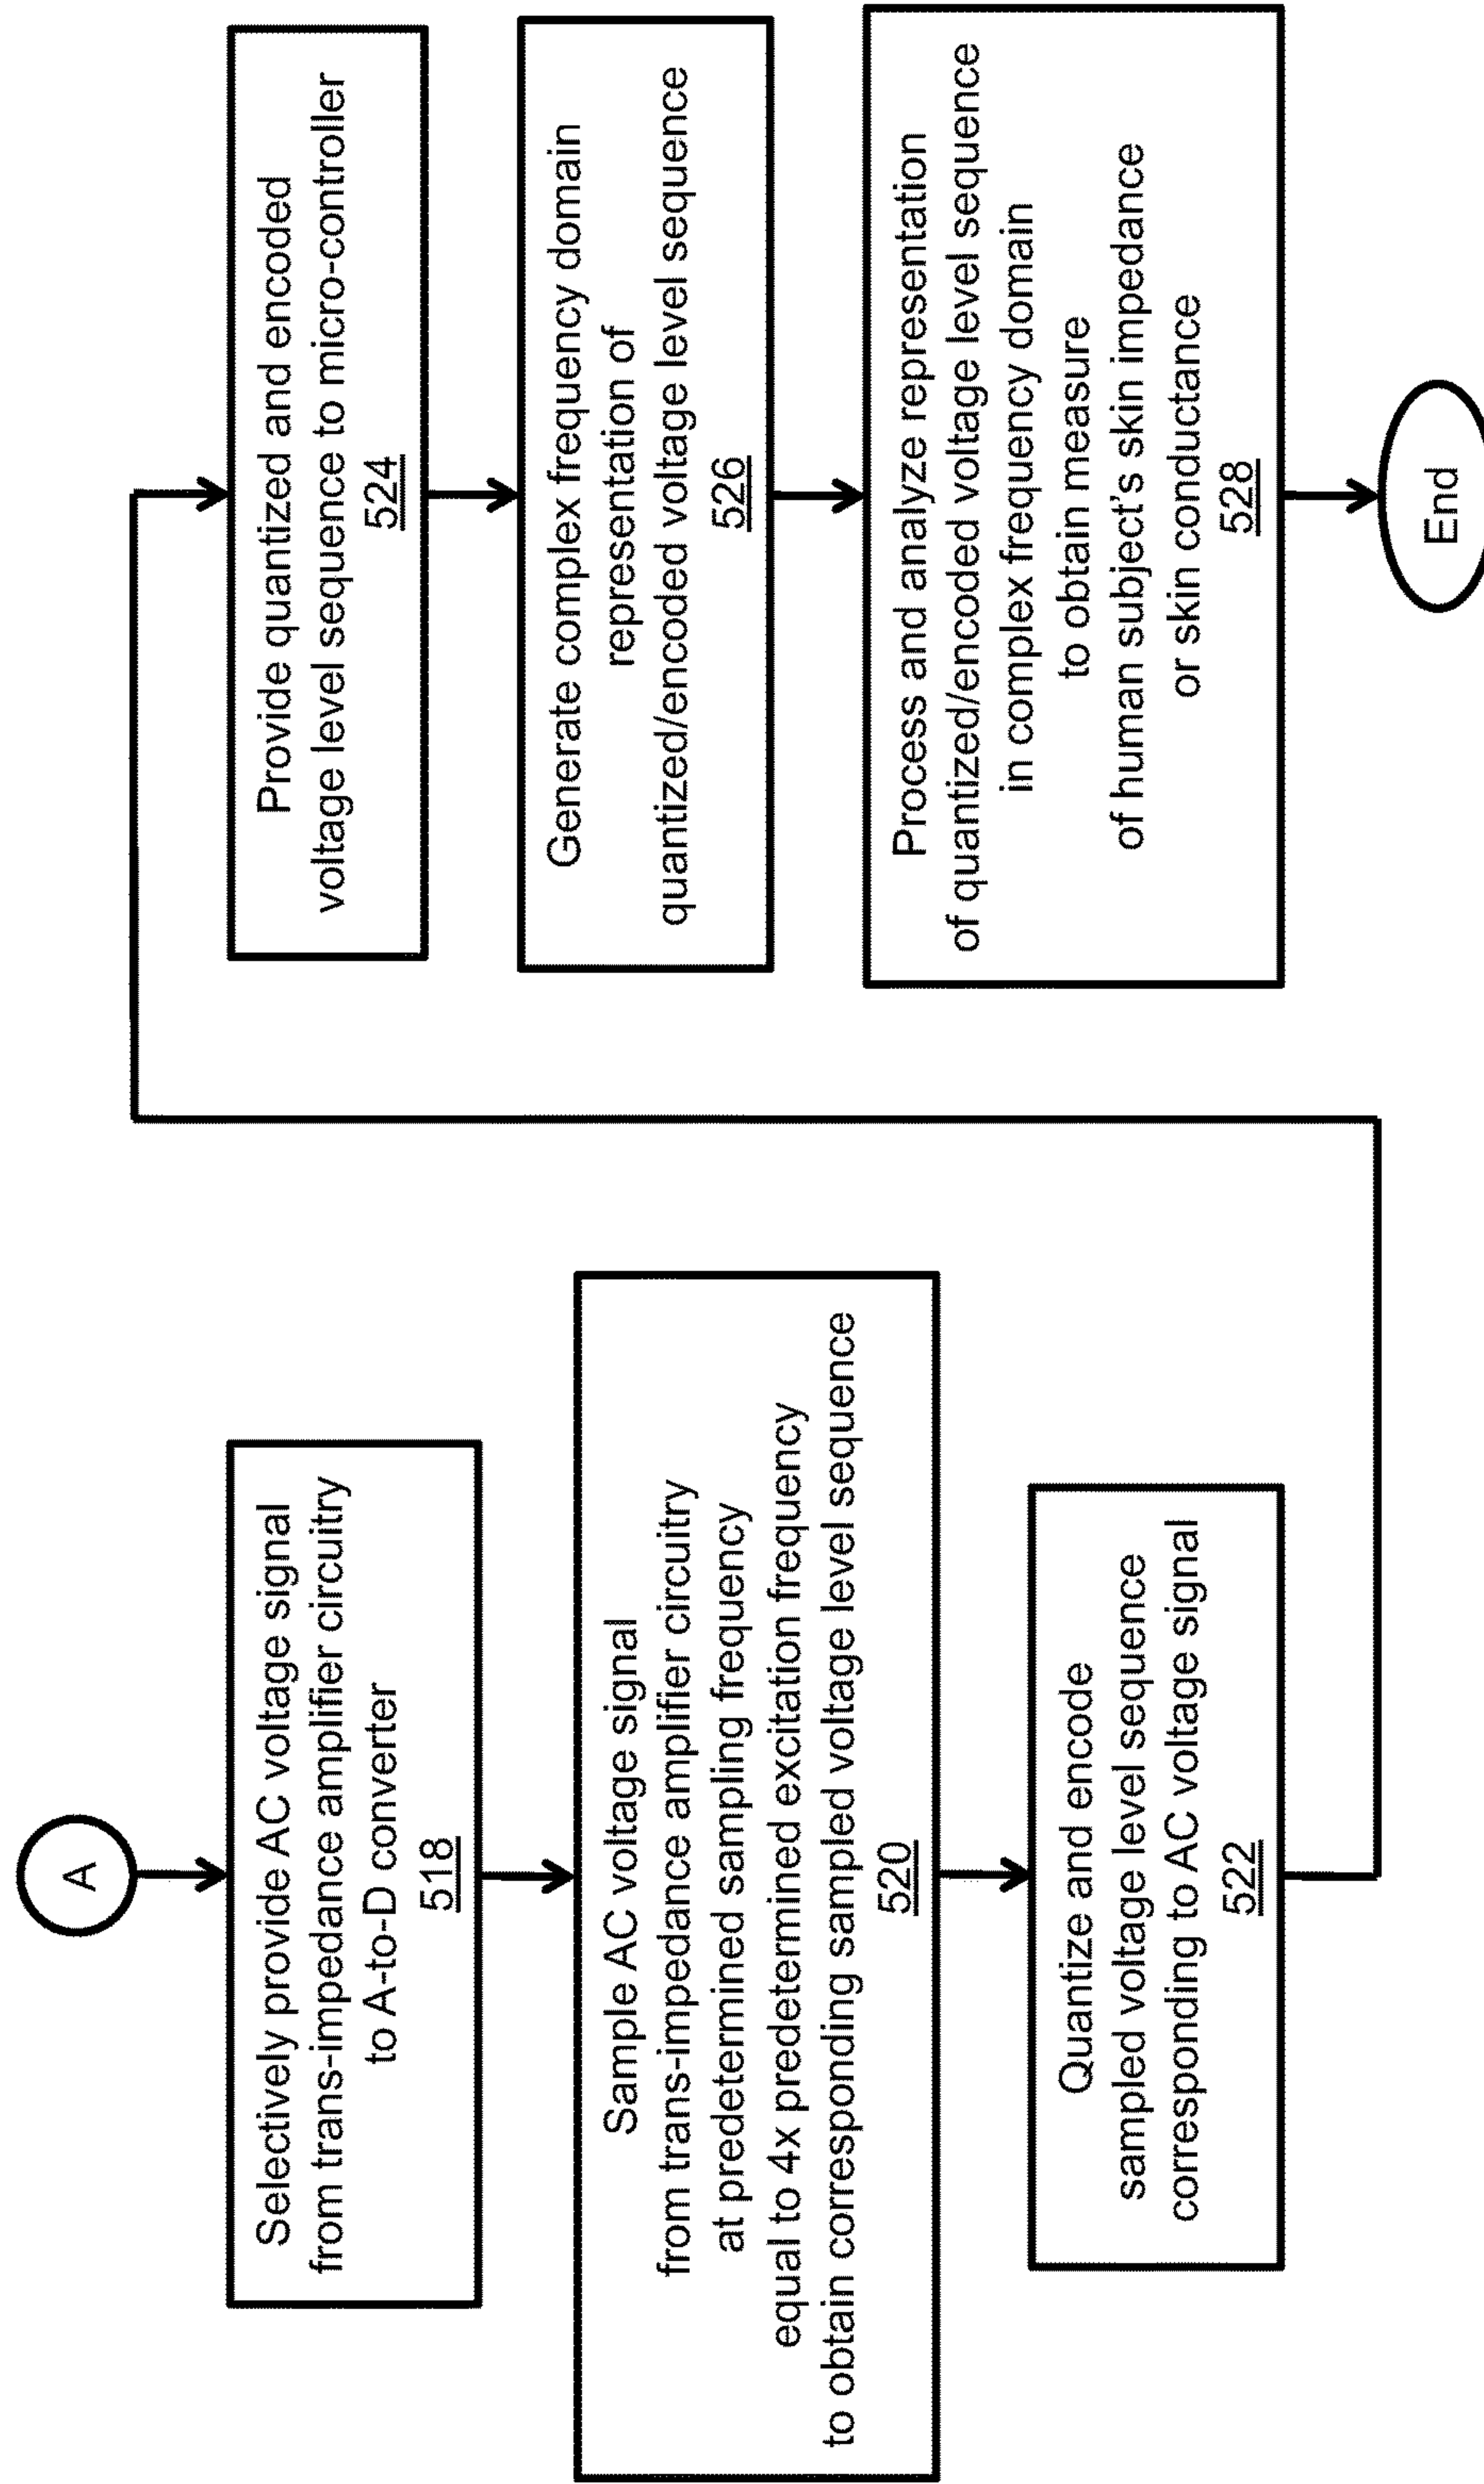 A
Selectively provide AC voltage signal
from trans-impedance amplifier circuitry
to A-to-D converter
518
Sample AC voltage signal
from trans-impedance amplifier circuitry
at predetermined sampling frequency
equal to 4x predetermined excitation frequency
to obtain corresponding sampled voltage level sequence
520
Quantize and encode
sampled voltage level sequence
corresponding to AC voltage signal
522
Provide quantized and encoded
voltage level sequence to micro-controller
524
Generate complex frequency domain
representation of
quantized/encoded voltage level sequence
526
Process and analyze representation
of quantized/encoded voltage level sequence
in complex frequency domain
to obtain measure
of human subject's skin impedance
or skin conductance
528
End